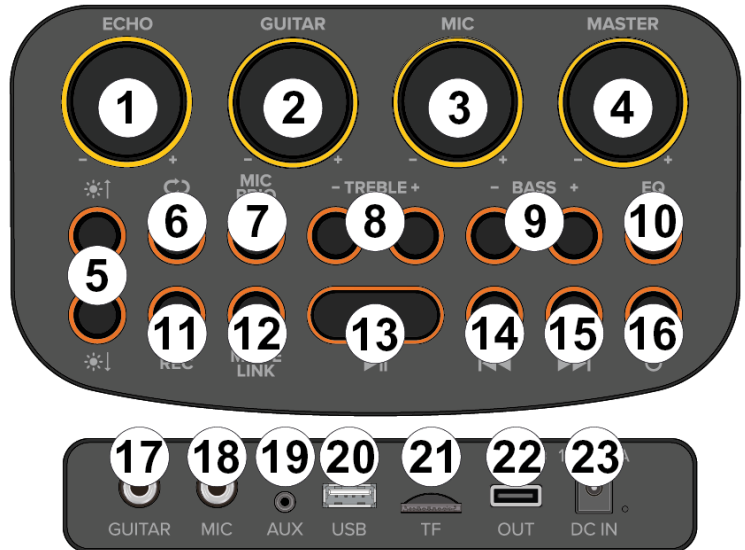 ECHO GUITAR MIC MASTER
1 2 3 4
- + - + - + - +
MIC - TREBLE + - BASS + EQ
5 6 7 8 9 10
11 12 13 14 15 16
REC
LINK
17 18 19 20 21 22 23
GUITAR MIC AUX USB TF OUT DC IN